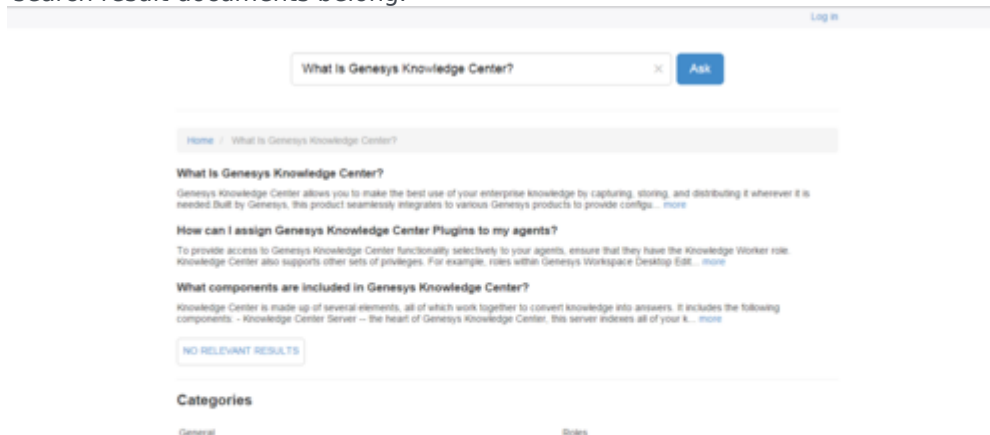 Search result documents belong.
Log in
What Is Genesys Knowledge Center? × Ask
Home / What Is Genesys Knowledge Center?
What Is Genesys Knowledge Center?
Genesys Knowledge Center allows you to make the best use of your enterprise knowledge by capturing, storing, and distributing it wherever it is
needed.Built by Genesys, this product seamlessly integrates to various Genesys products to provide configu... more
How can I assign Genesys Knowledge Center Plugins to my agents?
To provide access to Genesys Knowledge Center functionality selectively to your agents, ensure that they have the Knowledge Worker role.
Knowledge Center also supports other sets of privileges. For example, roles within Genesys Workspace Desktop Edit... more
What components are included in Genesys Knowledge Center?
Knowledge Center is made up of several elements, all of which work together to convert knowledge into answers. It includes the following
components: - Knowledge Center Server -- the heart of Genesys Knowledge Center, this server indexes all of your k... more
NO RELEVANT RESULTS
Categories
General Roles